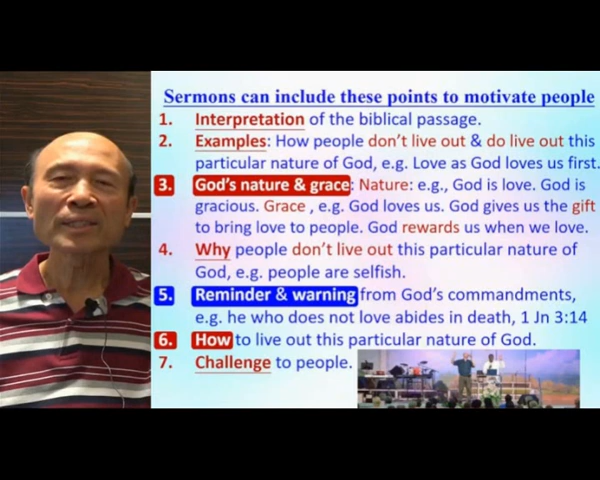 Sermons can include these points to motivate people
1. Interpretation of the biblical passage.
2. Examples: How people don't live out & do live out this
particular nature of God, e.g. Love as God loves us first.
3. God's nature & grace: Nature: e.g., God is love. God is
gracious. Grace , e.g. God loves us. God gives us the gift
to bring love to people. God rewards us when we love.
4. Why people don't live out this particular nature of
God, e.g. people are selfish.
5. Reminder & warning from God's commandments,
e.g. he who does not love abides in death, 1 Jn 3:14
6. How to live out this particular nature of God.
7. Challenge to people.